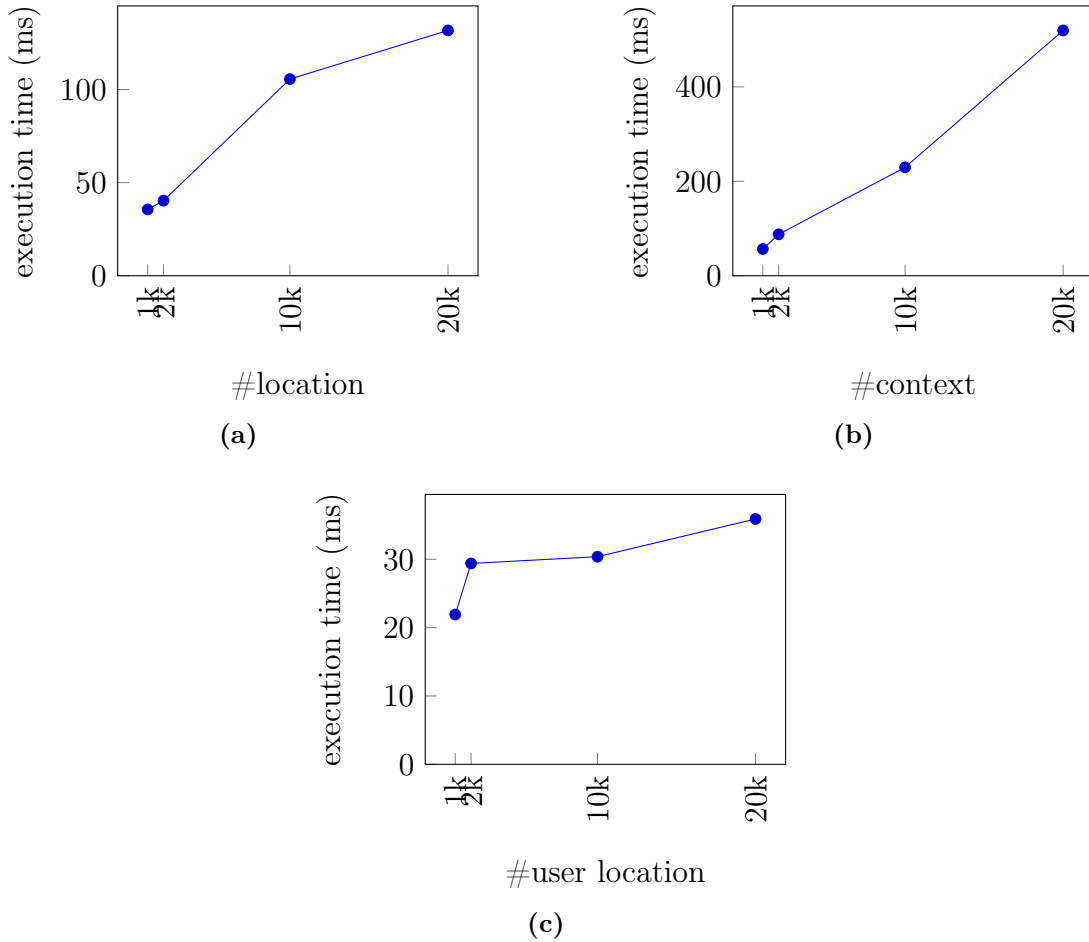 execution time (ms)
100
50
0
1k
2k
10k
20k
#location
(a)
execution time (ms)
400
200
0
1k
2k
10k
20k
#context
(b)
execution time (ms)
30
20
10
0
1k
2k
10k
20k
#user location
(c)